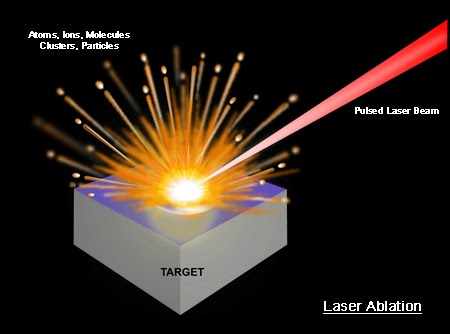 Atoms, Ions, Molecules
Clusters, Particles
Pulsed Laser Beam
TARGET
Laser Ablation